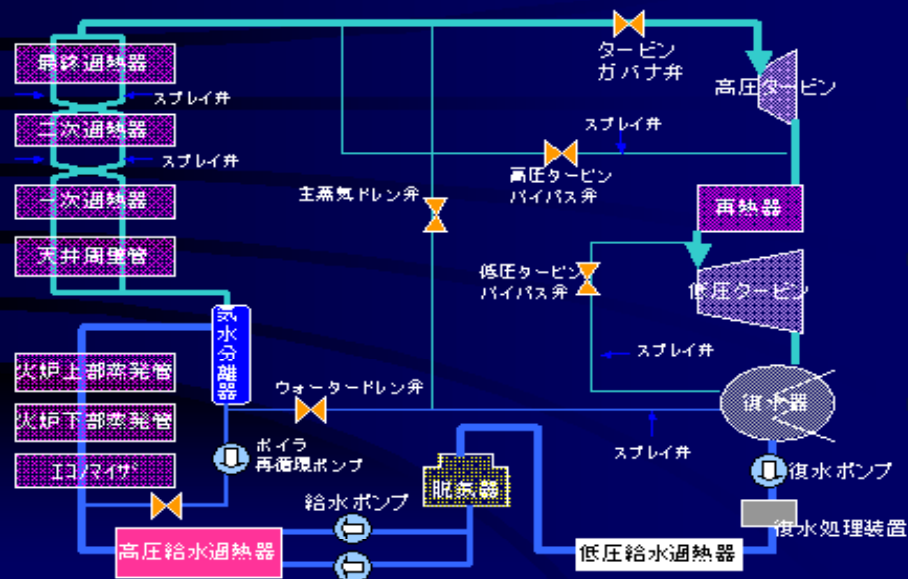 最終過熱器
スプレイ弁
二次過熱器
スプレイ弁
一次過熱器
天井周壁管
気水分離器
火炉上部蒸発管
火炉下部蒸発管
エコノマイザ
高圧給水過熱器
ウォータードレン弁
ボイラ
再循環ポンプ
給水ポンプ
脱気器
主蒸気ドレン弁
タービン
ガバナ弁
高圧タービン
スプレイ弁
高圧タービン
バイパス弁
再熱器
低圧タービン
バイパス弁
低圧タービン
スプレイ弁
復水器
スプレイ弁
復水ポンプ
復水処理装置
低圧給水過熱器